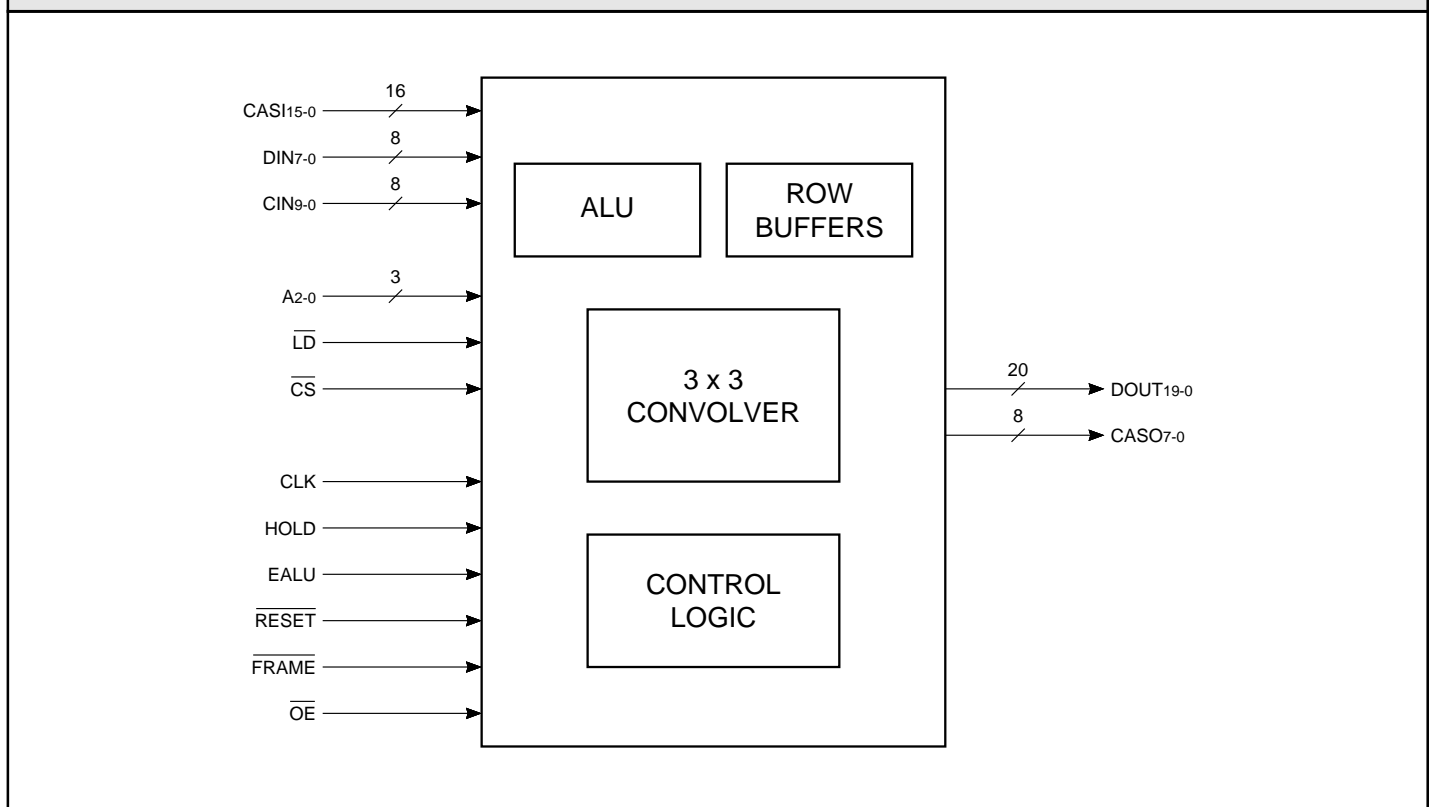 16
CASI15-0
8
DIN7-0
8
CIN9-0
3
A2-0
LD
CS
CLK
HOLD
EALU
RESET
FRAME
OE
ALU
ROW
BUFFERS
3 x 3
CONVOLVER
CONTROL
LOGIC
20
DOUT19-0
8
CASO7-0